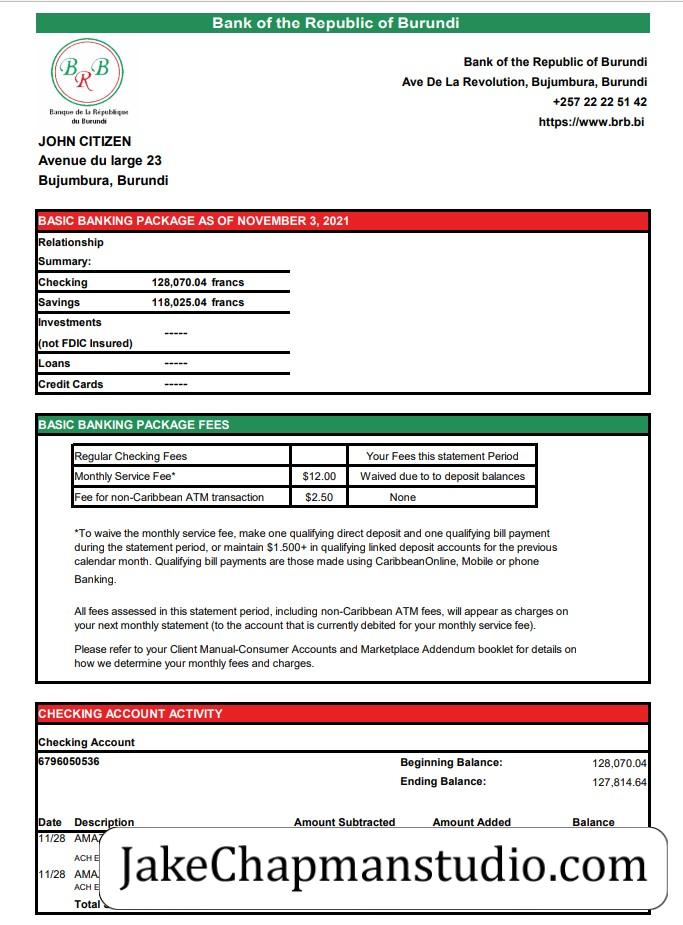 Bank of the Republic of Burundi
BRB
Banque de la République
du Burundi
Bank of the Republic of Burundi
Ave De La Revolution, Bujumbura, Burundi
+257 22 22 51 42
https://www.brb.bi
JOHN CITIZEN
Avenue du large 23
Bujumbura, Burundi
BASIC BANKING PACKAGE AS OF NOVEMBER 3, 2021
Relationship
Summary:
Checking 128,070.04 francs
Savings 118,025.04 francs
Investments
-----
(not FDIC Insured)
Loans -----
Credit Cards -----
BASIC BANKING PACKAGE FEES
Regular Checking Fees Your Fees this statement Period
Monthly Service Fee* $12.00 Waived due to to deposit balances
Fee for non-Caribbean ATM transaction $2.50 None
*To waive the monthly service fee, make one qualifying direct deposit and one qualifying bill payment
during the statement period, or maintain $1.500+ in qualifying linked deposit accounts for the previous
calendar month. Qualifying bill payments are those made using CaribbeanOnline, Mobile or phone
Banking.
All fees assessed in this statement period, including non-Caribbean ATM fees, will appear as charges on
your next monthly statement (to the account that is currently debited for your monthly service fee).
Please refer to your Client Manual-Consumer Accounts and Marketplace Addendum booklet for details on
how we determine your monthly fees and charges.
CHECKING ACCOUNT ACTIVITY
Checking Account
6796050536 Beginning Balance: 128,070.04
Ending Balance: 127,814.64
Date Description Amount Subtracted Amount Added Balance
11/28
ACH
11/28
ACH
Total
JakeChapmanstudio.com